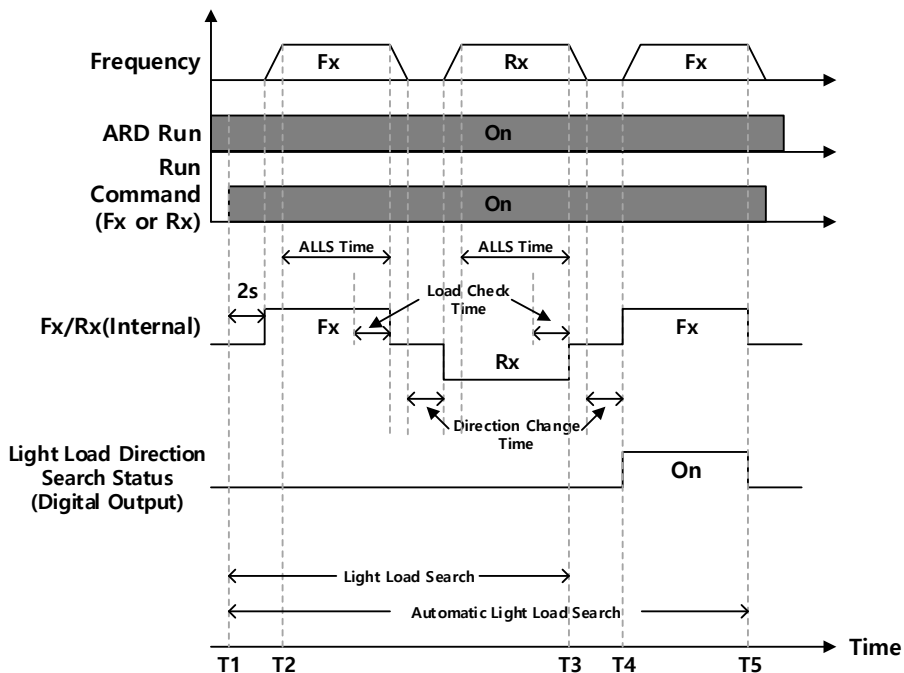 Frequency
Fx
Rx
Fx
ARD Run
On
Run
Command
(Fx or Rx)
On
ALLS Time
ALLS Time
2s
Load Check
Time
Fx/Rx(Internal)
Fx
Rx
Fx
Direction Change
Time
Light Load Direction
Search Status
(Digital Output)
On
Light Load Search
Automatic Light Load Search
Time
T1
T2
T3
T4
T5